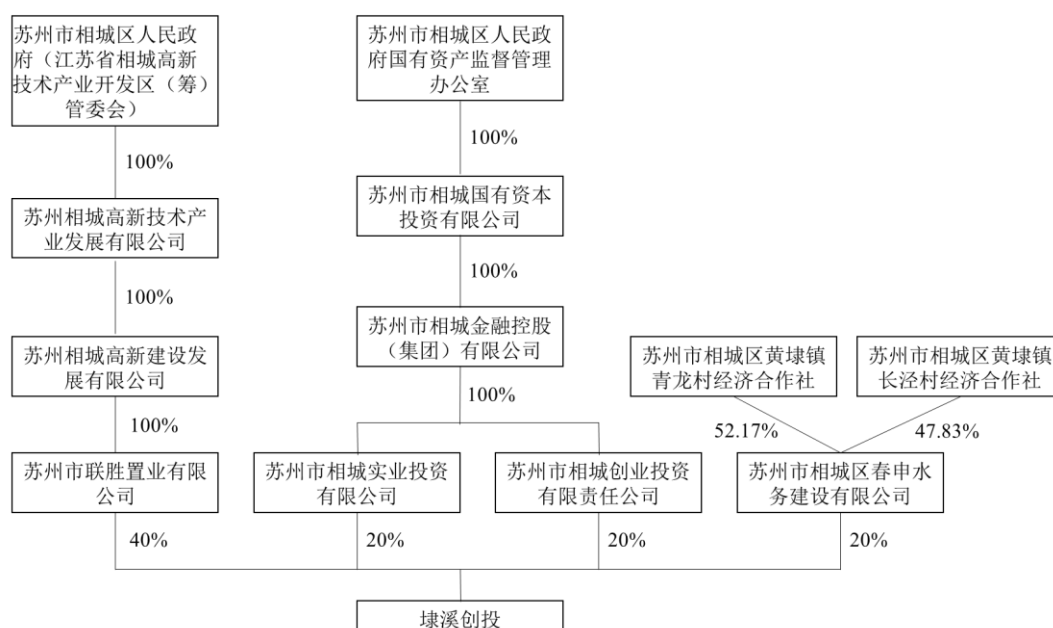 苏州市相城区人民政
府（江苏省相城高新
技术产业开发区（筹）
管委会）
苏州市相城区人民政
府国有资产监督管理
办公室
100%
100%
苏州相城高新技术产
业发展有限公司
苏州市相城国有资本
投资有限公司
100%
100%
苏州相城高新建设发
展有限公司
苏州市相城金融控股
（集团）有限公司
苏州市相城区黄埭镇
青龙村经济合作社
苏州市相城区黄埭镇
长泾村经济合作社
100%
100%
52.17%
47.83%
苏州市联胜置业有限
公司
苏州市相城实业投资
有限公司
苏州市相城创业投资
有限责任公司
苏州市相城区春申水
务建设有限公司
40%
20%
20%
20%
埭溪创投